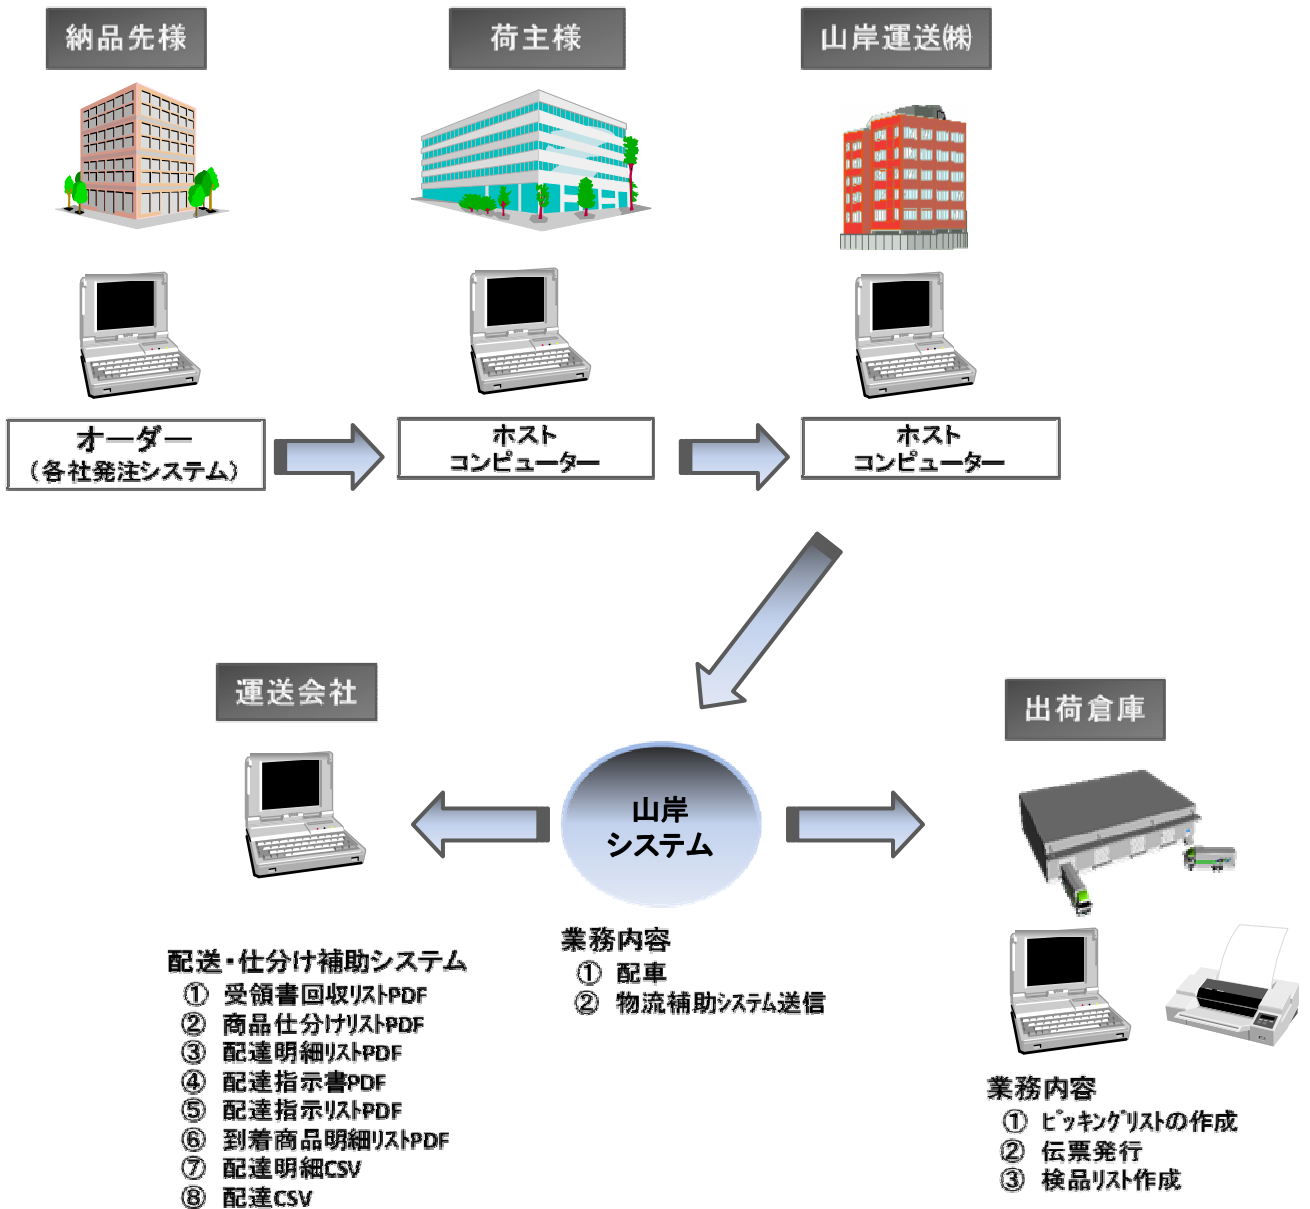 納品先様
荷主様
山岸運送㈱
オーダー
(各社発注システム)
ホスト
コンピューター
ホスト
コンピューター
運送会社
出荷倉庫
山岸
システム
配送・仕分け補助システム
① 受領書回収ﾘｽﾄPDF
② 商品仕分けﾘｽﾄPDF
③ 配達明細ﾘｽﾄPDF
④ 配達指示書PDF
⑤ 配達指示ﾘｽﾄPDF
⑥ 到着商品明細ﾘｽﾄPDF
⑦ 配達明細CSV
⑧ 配達CSV
業務内容
① 配車
② 物流補助ｼｽﾃﾑ送信
業務内容
① ﾋﾟｯｷﾝｸﾞﾘｽﾄの作成
② 伝票発行
③ 検品ﾘｽﾄ作成